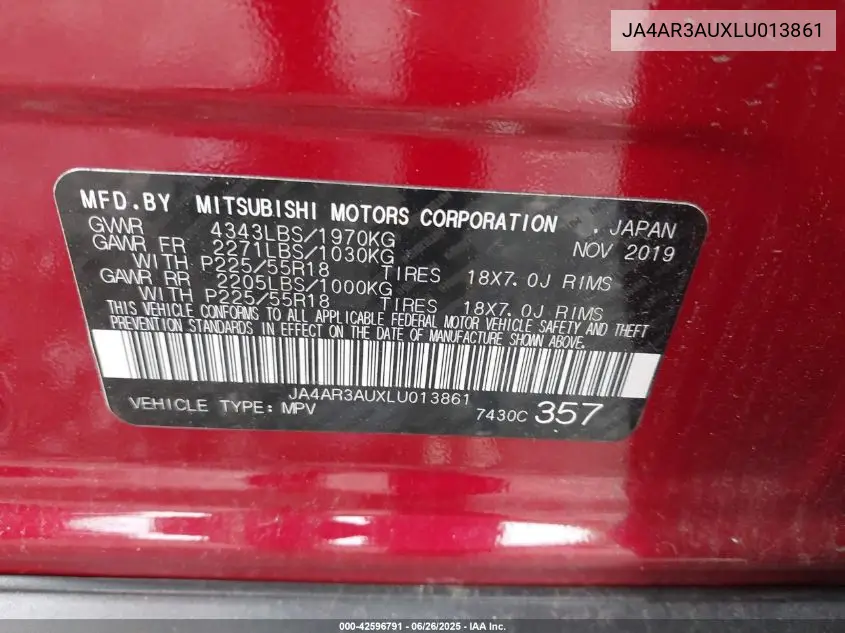 JA4AR3AUXLU013861
MFD.BY MITSUBISHI MOTORS CORPORATION , JAPAN
GVWR 4343LBS/1970KG NOV 2019
GAWR FR 2271LBS/1030KG
WITH P225/55R18 TIRES 18X7.0J RIMS
GAWR RR 2205LBS/1000KG
WITH P225/55R18 TIRES 18X7.0J RIMS
THIS VEHICLE CONFORMS TO ALL APPLICABLE FEDERAL MOTOR VEHICLE SAFETY AND THEFT
PREVENTION STANDARDS IN EFFECT ON THE DATE OF MANUFACTURE SHOWN ABOVE.
JA4AR3AUXLU013861
VEHICLE TYPE: MPV 7430C 357
000-42596791 - 06/26/2025 - IAA Inc.